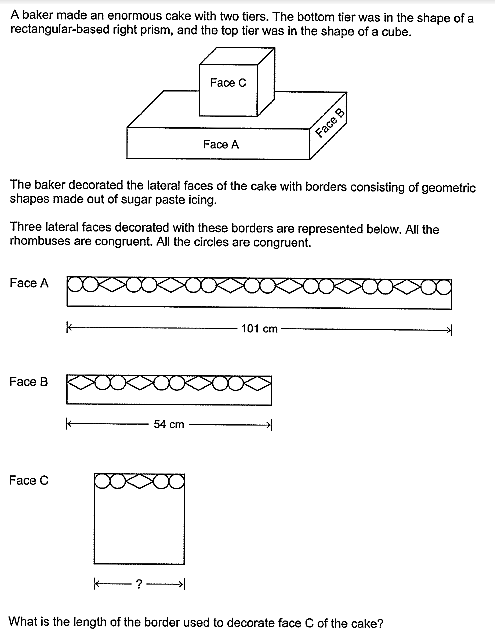 A baker made an enormous cake with two tiers. The bottom tier was in the shape of a
rectangular-based right prism, and the top tier was in the shape of a cube.
Face C
Face B
Face A
The baker decorated the lateral faces of the cake with borders consisting of geometric
shapes made out of sugar paste icing.
Three lateral faces decorated with these borders are represented below. All the
rhombuses are congruent. All the circles are congruent.
Face A
101 cm
Face B
54 cm
Face C
?
What is the length of the border used to decorate face C of the cake?